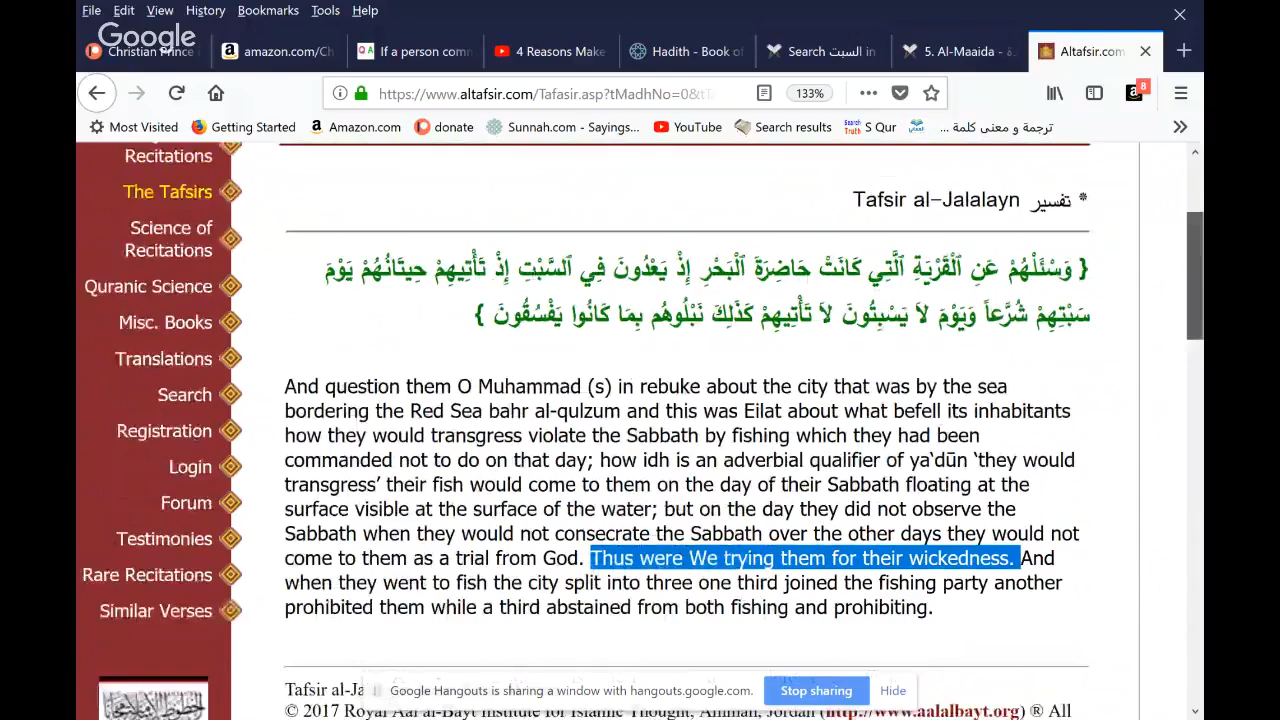 File Edit View History Bookmarks Tools Help
Google
Christian Prince
amazon.com/Ch
If a person com
4 Reasons Make
Hadith - Book of
Search السبت in
5. Al-Maaida - سورة
Altafsir.com
https://www.altafsir.com/Tafasir.asp?tMadhNo=0&t
133%
8
Most Visited Getting Started Amazon.com donate Sunnah.com - Sayings... YouTube Search results S Qur ترجمة و معنى كلمة ...
Recitations
The Tafsirs
Science of
Recitations
Quranic Science
Misc. Books
Translations
Search
Registration
Login
Forum
Testimonies
Rare Recitations
Similar Verses
* تفسير Tafsir al-Jalalayn
{ وَسْئَلْهُمْ عَنِ ٱلْقَرْيَةِ ٱلَّتِي كَانَتْ حَاضِرَةَ ٱلْبَحْرِ إِذْ يَعْدُونَ فِي ٱلسَّبْتِ إِذْ تَأْتِيهِمْ حِيتَانُهُمْ يَوْمَ
سَبْتِهِمْ شُرَّعاً وَيَوْمَ لاَ يَسْبِتُونَ لاَ تَأْتِيهِمْ كَذَلِكَ نَبْلُوهُم بِمَا كَانُوا يَفْسُقُونَ }
And question them O Muhammad (s) in rebuke about the city that was by the sea
bordering the Red Sea bahr al-qulzum and this was Eilat about what befell its inhabitants
how they would transgress violate the Sabbath by fishing which they had been
commanded not to do on that day; how idh is an adverbial qualifier of ya‘dūn ‘they would
transgress’ their fish would come to them on the day of their Sabbath floating at the
surface visible at the surface of the water; but on the day they did not observe the
Sabbath when they would not consecrate the Sabbath over the other days they would not
come to them as a trial from God. Thus were We trying them for their wickedness. And
when they went to fish the city split into three one third joined the fishing party another
prohibited them while a third abstained from both fishing and prohibiting.
Tafsir al-Ja
Google Hangouts is sharing a window with hangouts.google.com. Stop sharing Hide
© 2017 Royal Aal al-Bayt Institute for Islamic Thought, Amman, Jordan (http://www.aalalbayt.org) ® All